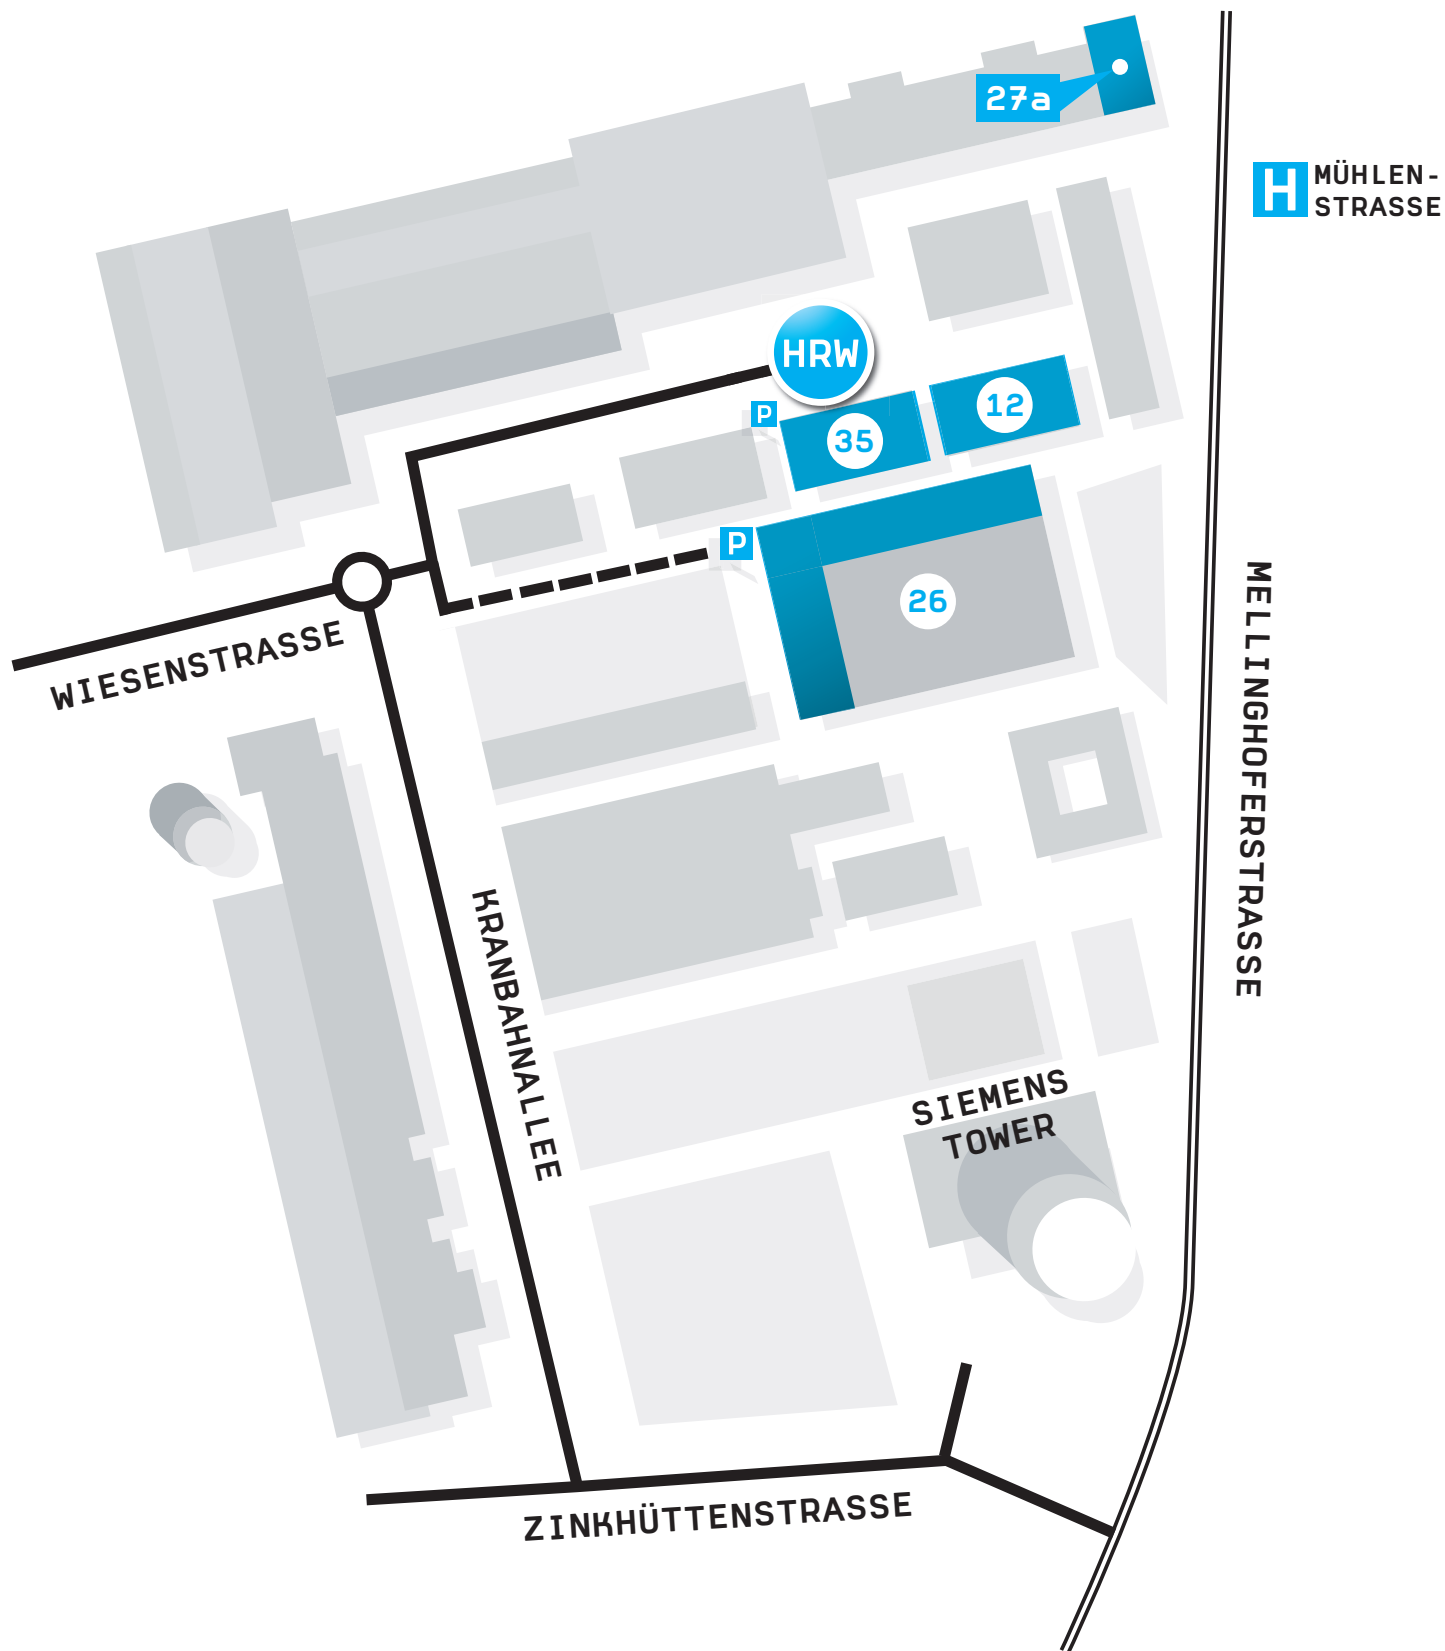 27a
H
MÜHLEN-
STRASSE
HRW
P
12
35
P
26
WIESENSTRASSE
MELLINGHOFERSTRASSE
KRANBAHNALLEE
SIEMENS
TOWER
ZINKHÜTTENSTRASSE